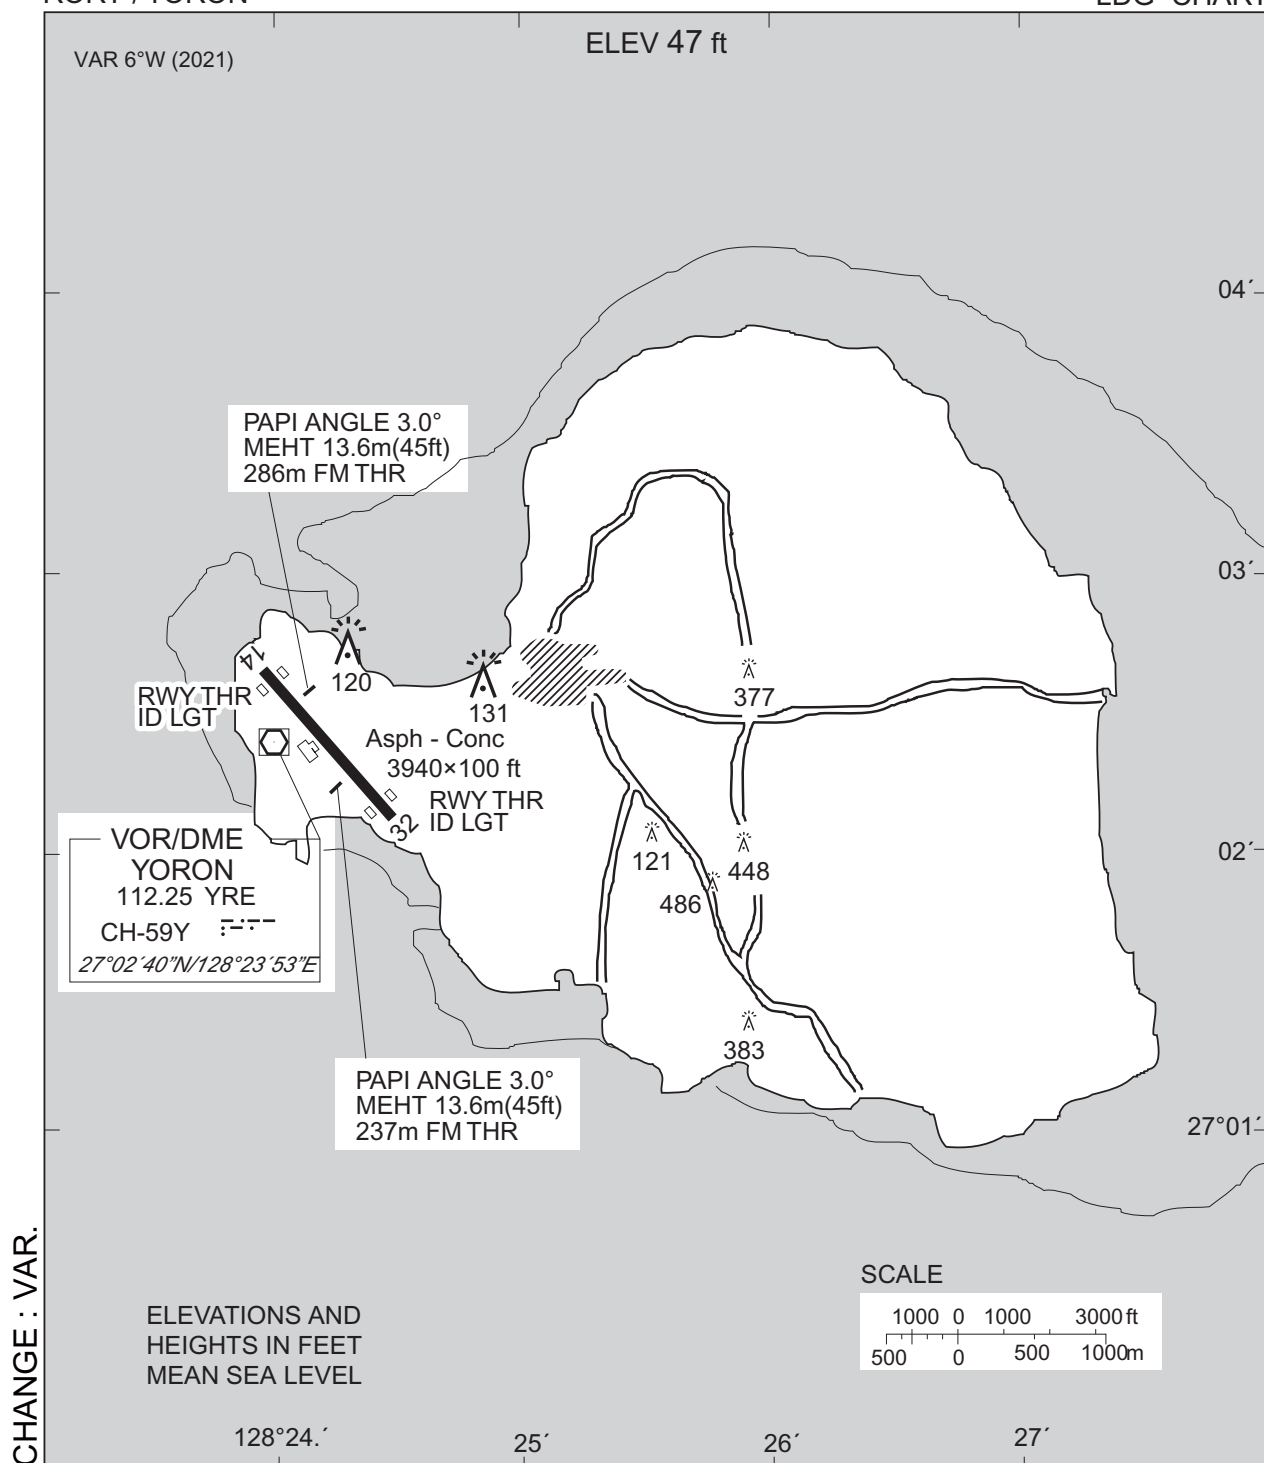 ELEV 47 ft
VAR 6°W (2021)
04´
PAPI ANGLE 3.0°
MEHT 13.6m(45ft)
286m FM THR
03´
14
120
RWY THR
ID LGT
131
377
Asph - Conc
3940×100 ft
RWY THR
ID LGT
32
VOR/DME
YORON
112.25 YRE
CH-59Y
27°02´40”N/128°23´53”E
121
448
486
02´
383
PAPI ANGLE 3.0°
MEHT 13.6m(45ft)
237m FM THR
27°01´
CHANGE : VAR.
SCALE
1000 0 1000 3000 ft
500 0 500 1000m
ELEVATIONS AND
HEIGHTS IN FEET
MEAN SEA LEVEL
128°24.´ 25´ 26´ 27´